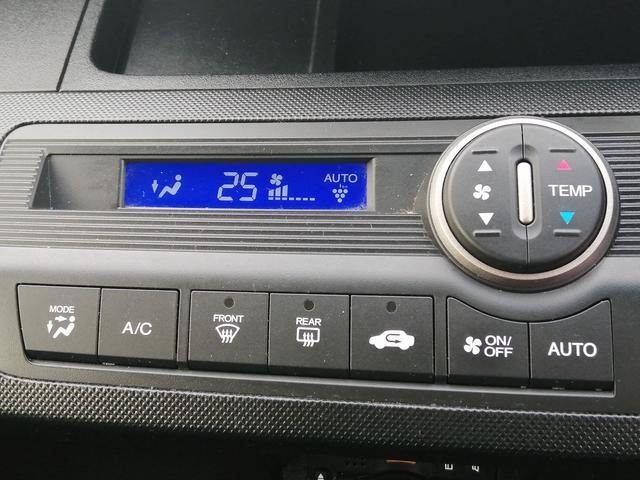 25
AUTO
TEMP
MODE
A/C
FRONT
REAR
ON/
OFF
AUTO